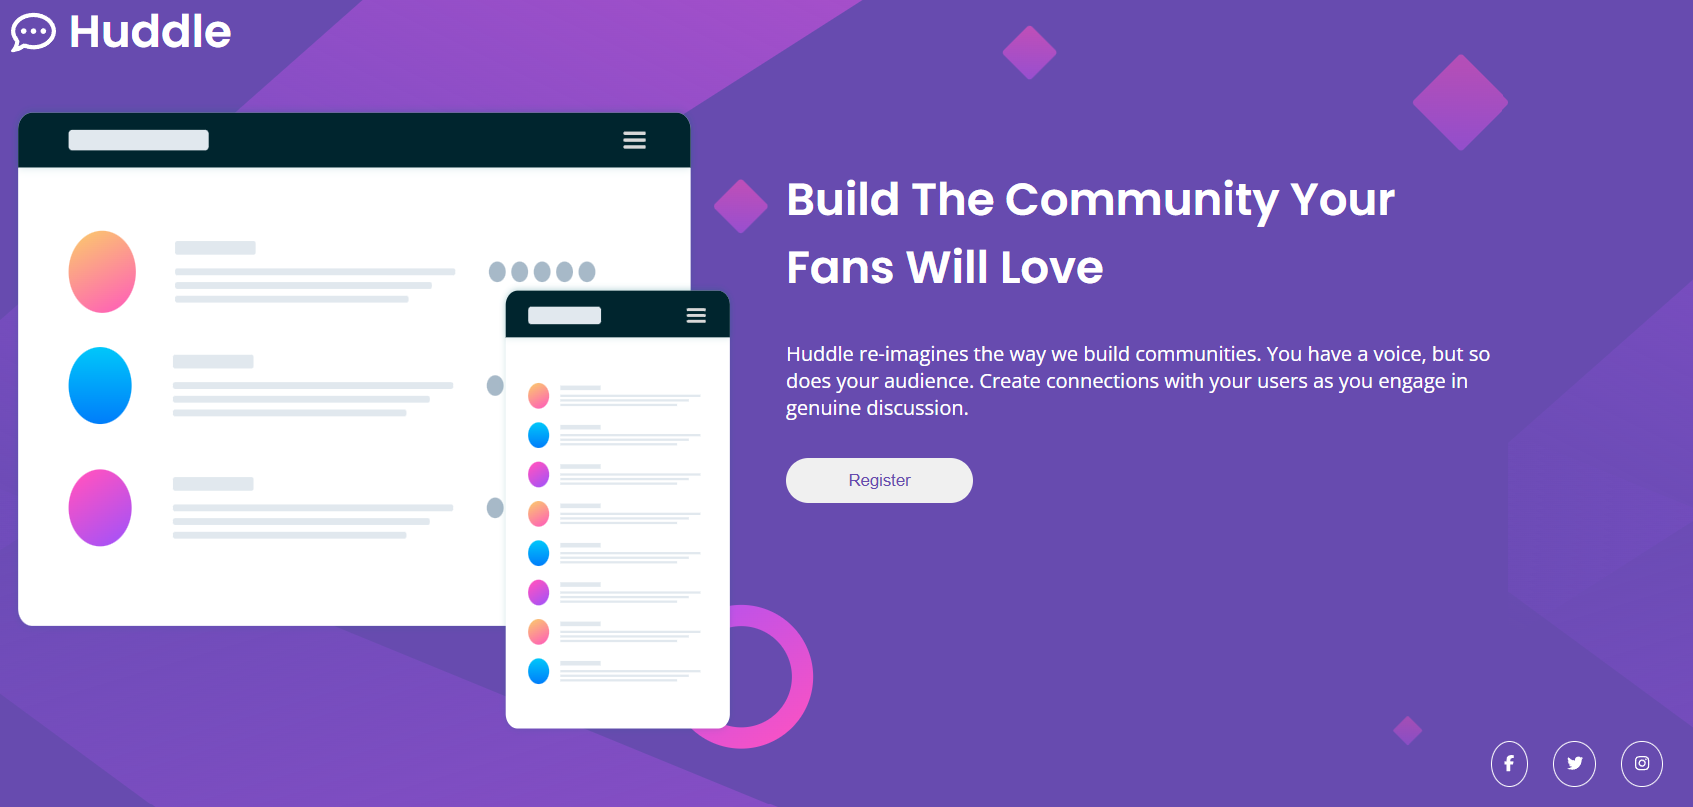 Huddle
Build The Community Your
Fans Will Love
Huddle re-imagines the way we build communities. You have a voice, but so
does your audience. Create connections with your users as you engage in
genuine discussion.
Register